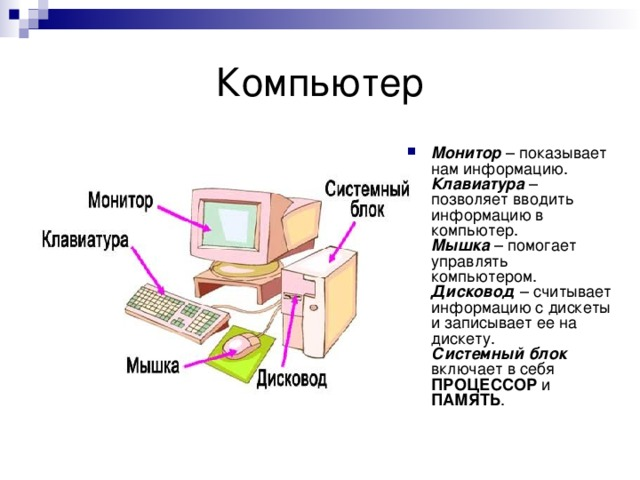 Компьютер
Монитор
Клавиатура
Мышка
Системный
блок
Дисковод
Монитор – показывает
нам информацию.
Клавиатура –
позволяет вводить
информацию в
компьютер.
Мышка – помогает
управлять
компьютером.
Дисковод – считывает
информацию с дискеты
и записывает ее на
дискету.
Системный блок
включает в себя
ПРОЦЕССОР и
ПАМЯТЬ.